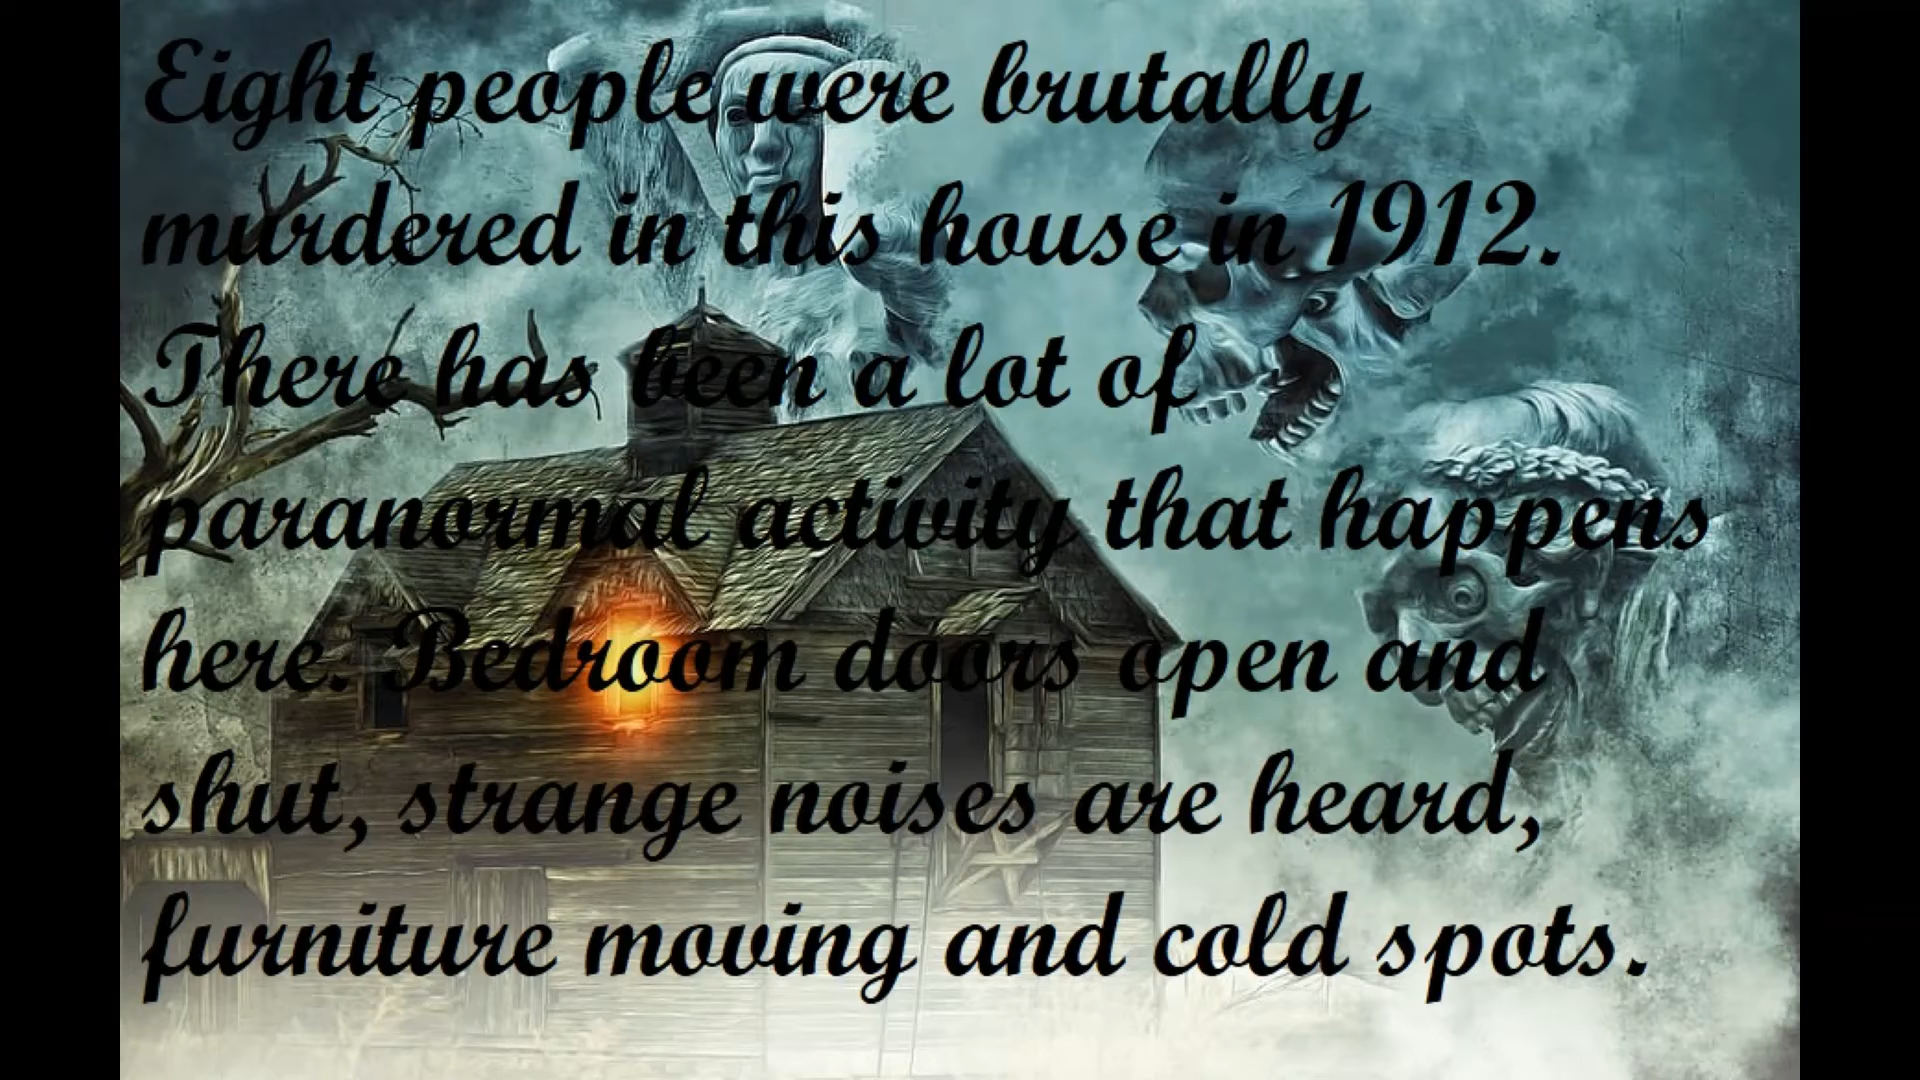 Eight people were brutally
murdered in this house in 1912.
There has been a lot of
paranormal activity that happens
here. Bedroom doors open and
shut, strange noises are heard,
furniture moving and cold spots.